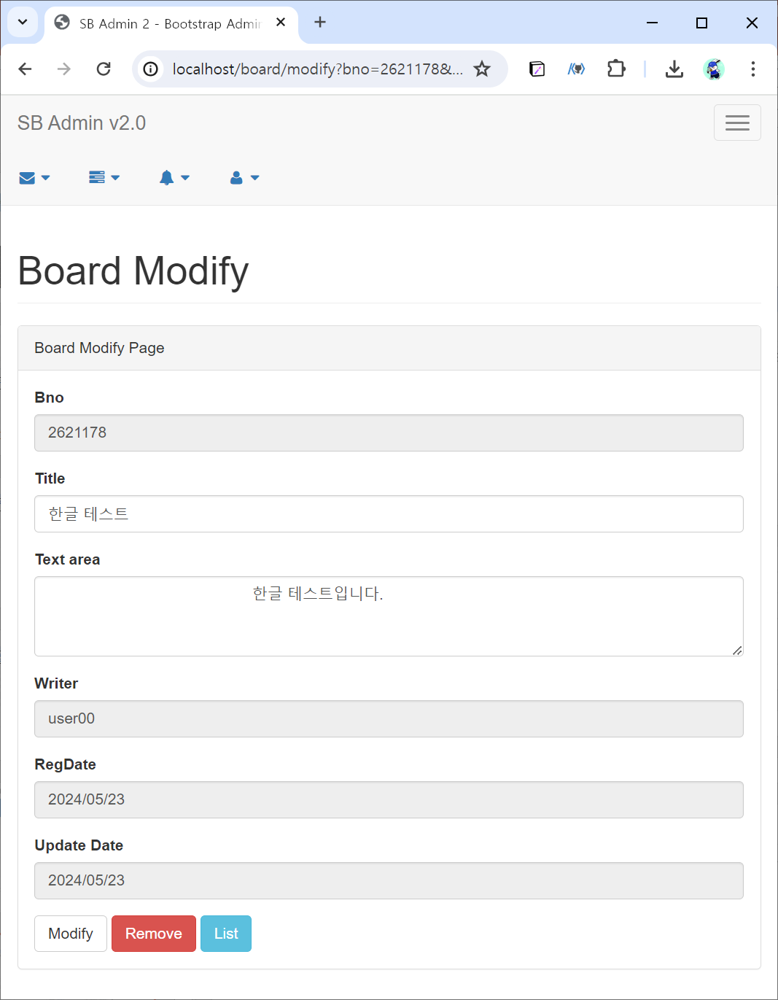 SB Admin 2 - Bootstrap Admin
localhost/board/modify?bno=2621178&...
SB Admin v2.0
Board Modify
Board Modify Page
Bno
2621178
Title
한글 테스트
Text area
한글 테스트입니다.
Writer
user00
RegDate
2024/05/23
Update Date
2024/05/23
Modify Remove List